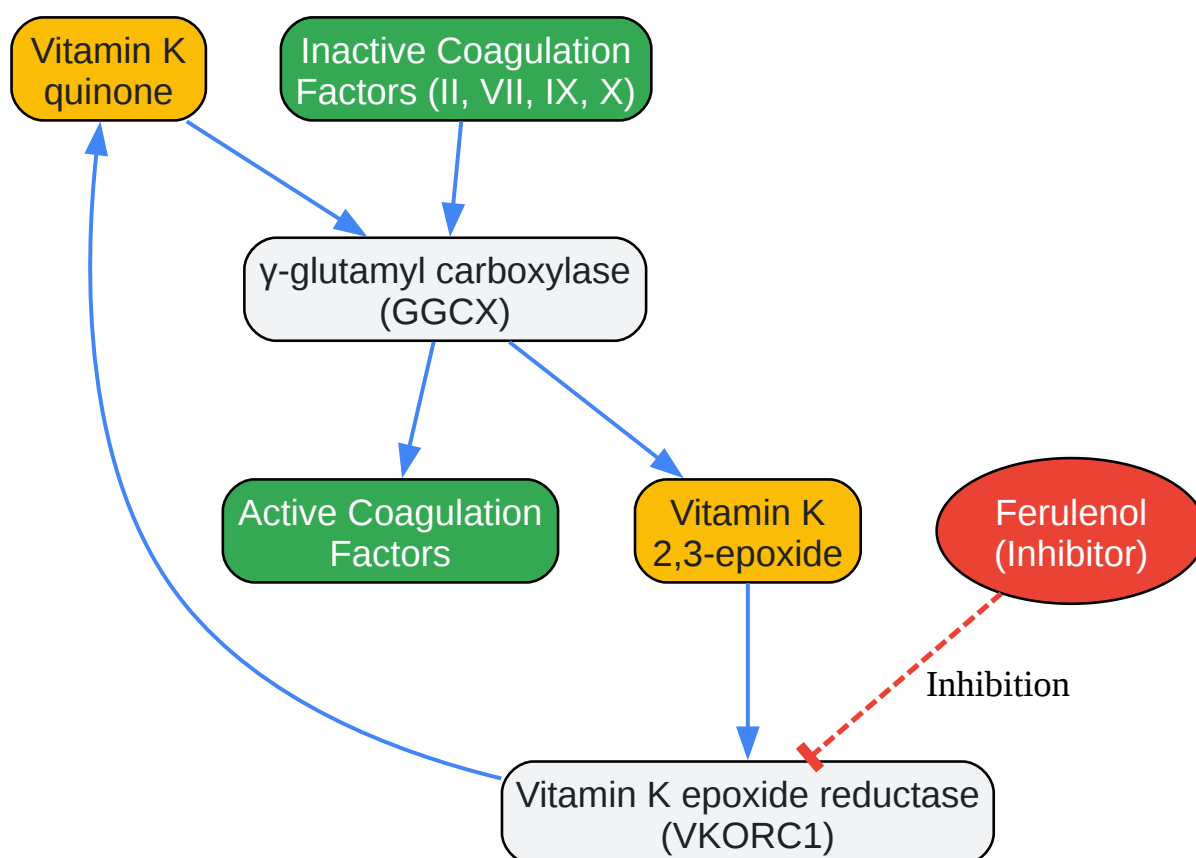 Vitamin K
quinone
Inactive Coagulation
Factors (II, VII, IX, X)
γ-glutamyl carboxylase
(GGCX)
Active Coagulation
Factors
Vitamin K
2,3-epoxide
Ferulenol
(Inhibitor)
Inhibition
Vitamin K epoxide reductase
(VKORC1)